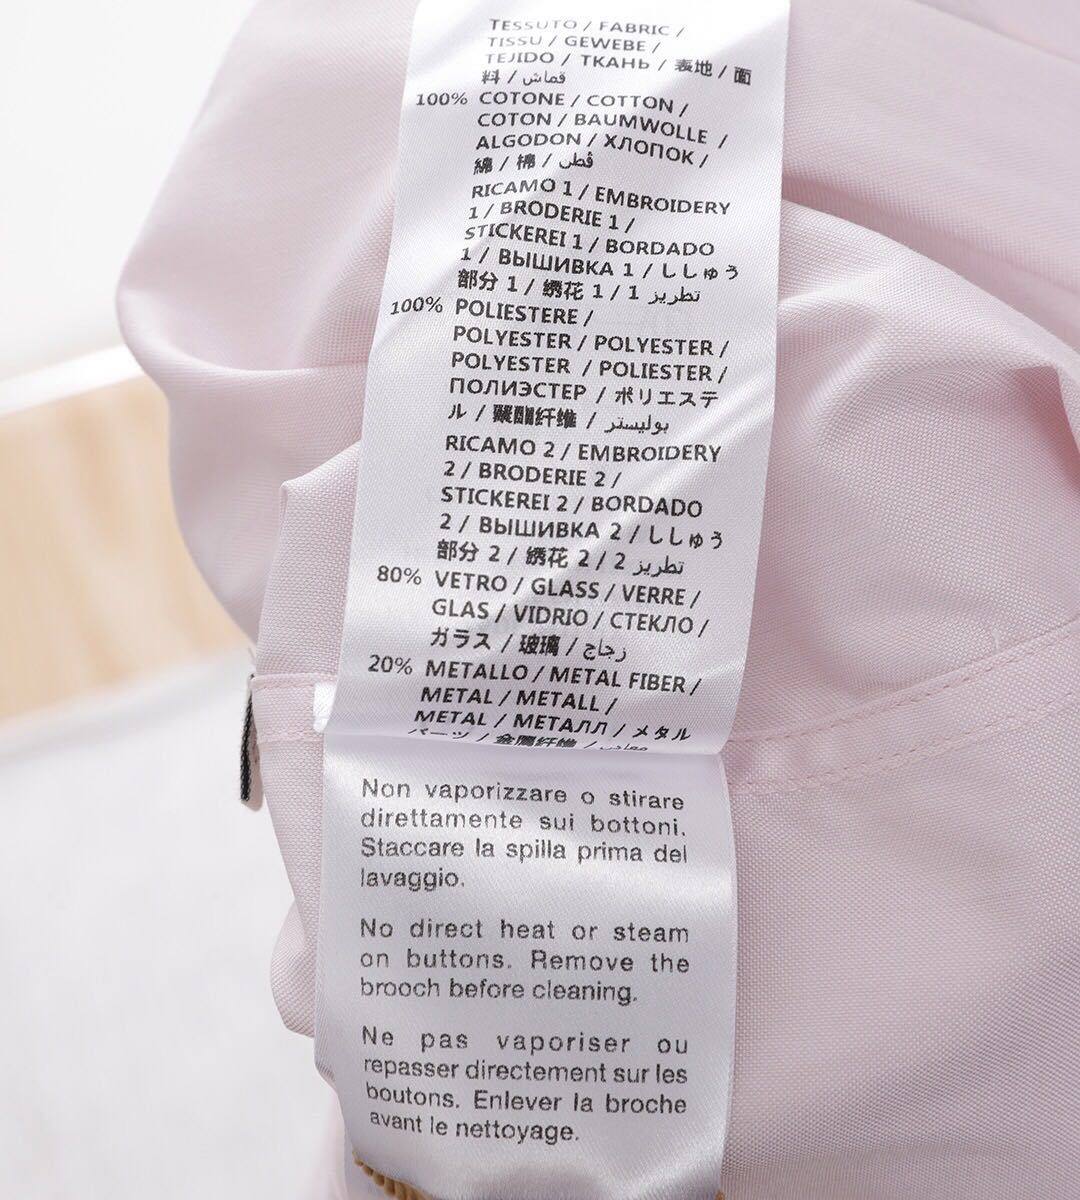 TESSUTO / FABRIC /
TISSU / GEWEBE /
TEJIDO / ТКАНЬ / 表地 / 面
料 / قماش
100% COTONE / COTTON /
COTON / BAUMWOLLE /
ALGODON / ХЛОПОК /
綿 / 棉 / قطن
RICAMO 1 / EMBROIDERY
1 / BRODERIE 1 /
STICKEREI 1 / BORDADO
1 / ВЫШИВКА 1 / ししゅう
部分 1 / 绣花 1 / 1 تطريز
100% POLIESTERE /
POLYESTER / POLYESTER /
POLYESTER / POLIESTER /
ПОЛИЭСТЕР / ポリエステ
ル / 聚酯纤维 / بوليستر
RICAMO 2 / EMBROIDERY
2 / BRODERIE 2 /
STICKEREI 2 / BORDADO
2 / ВЫШИВКА 2 / ししゅう
部分 2 / 绣花 2 / 2 تطريز
80% VETRO / GLASS / VERRE /
GLAS / VIDRIO / СТЕКЛО /
ガラス / 玻璃 / زجاج
20% METALLO / METAL FIBER /
METAL / METALL /
METAL / МЕТАЛЛ / メタル
パーツ / 金属纤维 /
Non vaporizzare o stirare
direttamente sui bottoni.
Staccare la spilla prima del
lavaggio.
No direct heat or steam
on buttons. Remove the
brooch before cleaning.
Ne pas vaporiser ou
repasser directement sur les
boutons. Enlever la broche
avant le nettoyage.